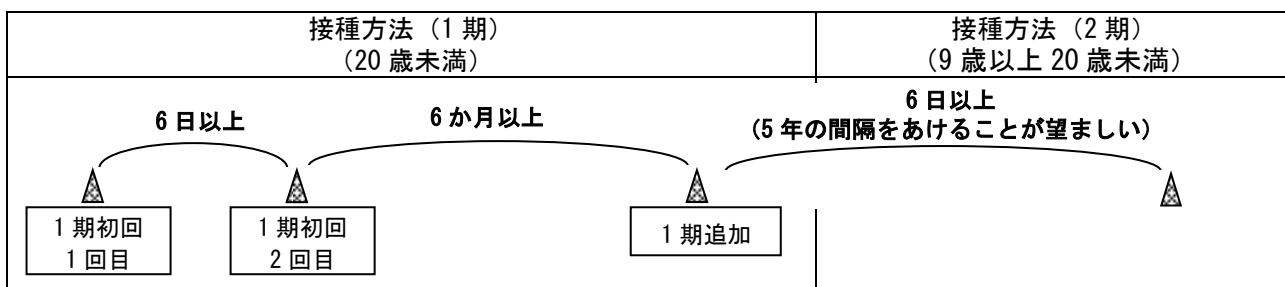 接種方法（1期）
（20歳未満）
接種方法（2期）
（9歳以上20歳未満）
6日以上
6か月以上
6日以上
（5年の間隔をあけることが望ましい）
1期初回
1回目
1期初回
2回目
1期追加